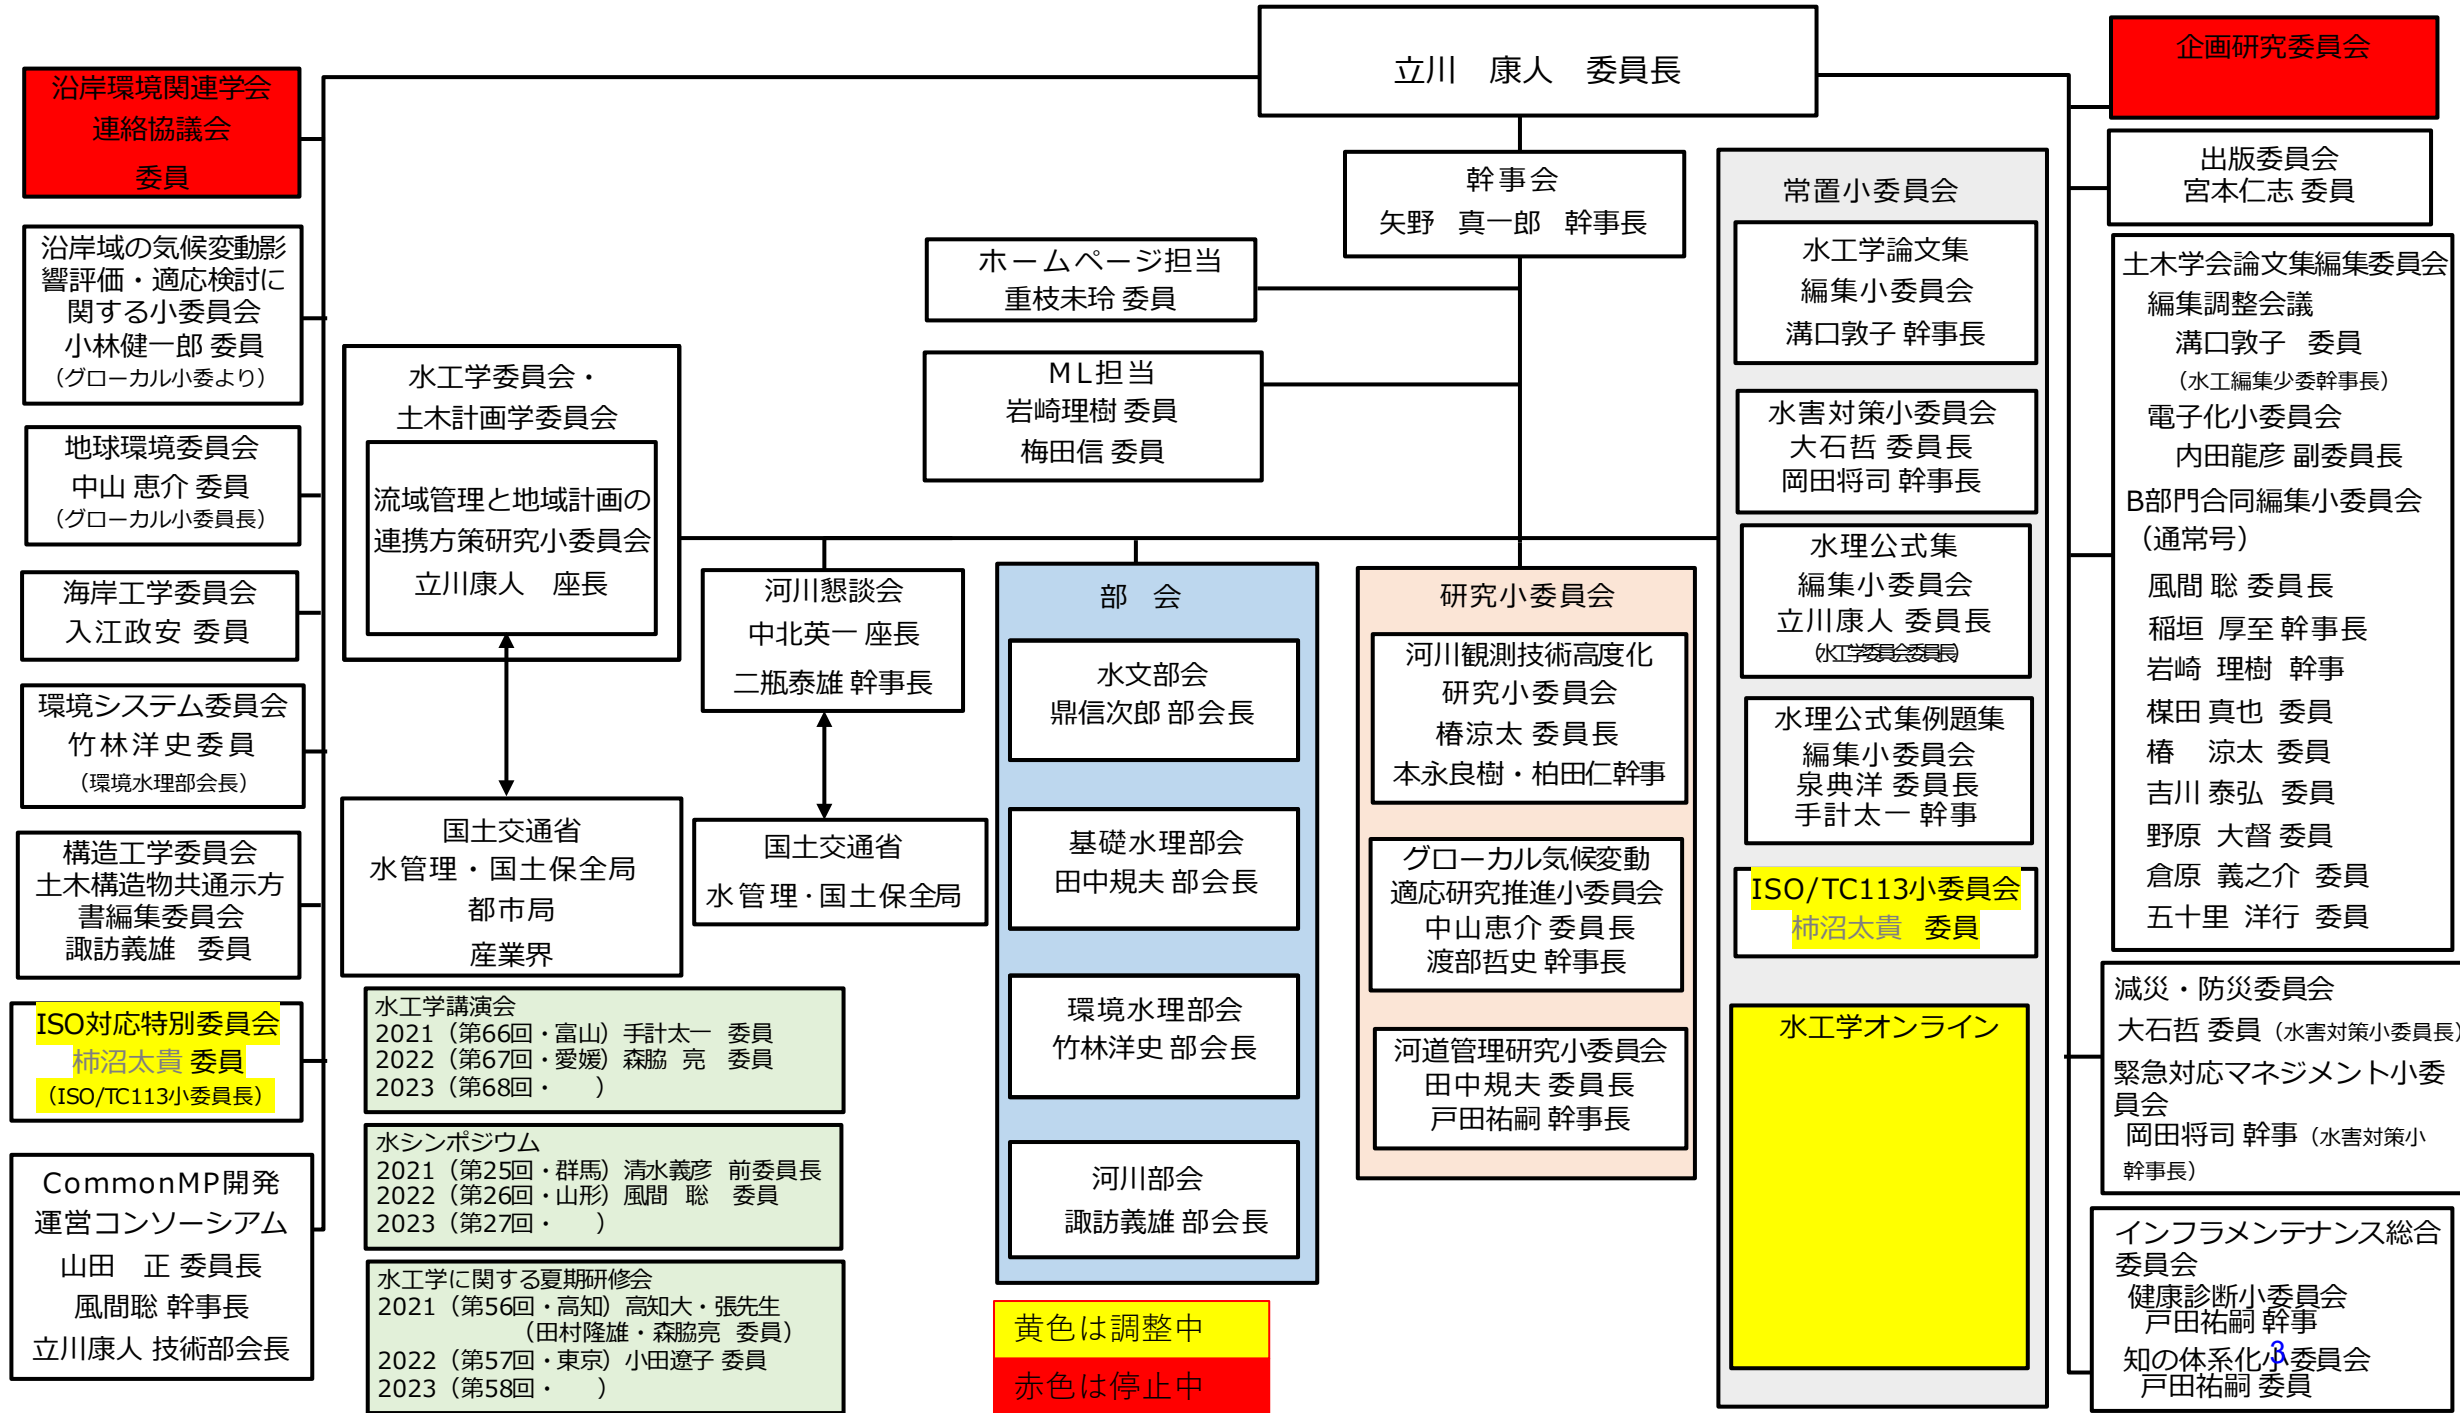 立川　康人　委員長
企画研究委員会
沿岸環境関連学会
連絡協議会
委員
沿岸域の気候変動影
響評価・適応検討に
関する小委員会
小林健一郎 委員
（グローカル小委より）
地球環境委員会
中山 恵介 委員
（グローカル小委員長）
海岸工学委員会
入江政安 委員
環境システム委員会
竹林洋史委員
（環境水理部会長）
構造工学委員会
土木構造物共通示方
書編集委員会
諏訪義雄 委員
ISO対応特別委員会
柿沼太貴 委員
（ISO/TC113小委員長）
CommonMP開発
運営コンソーシアム
山田　正 委員長
風間聡 幹事長
立川康人 技術部会長
水工学委員会・
土木計画学委員会
流域管理と地域計画の
連携方策研究小委員会
立川康人　座長
国土交通省
水管理・国土保全局
都市局
産業界
水工学講演会
2021（第66回・富山）手計太一 委員
2022（第67回・愛媛）森脇 亮 委員
2023（第68回・　　）
水シンポジウム
2021（第25回・群馬）清水義彦 前委員長
2022（第26回・山形）風間 聡 委員
2023（第27回・　　）
水工学に関する夏期研修会
2021（第56回・高知）高知大・張先生
（田村隆雄・森脇亮 委員）
2022（第57回・東京）小田遼子 委員
2023（第58回・　　）
幹事会
矢野　真一郎　幹事長
ホームページ担当
重枝未玲 委員
ML担当
岩崎理樹 委員
梅田信 委員
河川懇談会
中北英一 座長
二瓶泰雄 幹事長
国土交通省
水管理・国土保全局
部　会
水文部会
鼎信次郎 部会長
基礎水理部会
田中規夫 部会長
環境水理部会
竹林洋史 部会長
河川部会
諏訪義雄 部会長
黄色は調整中
赤色は停止中
研究小委員会
河川観測技術高度化
研究小委員会
椿涼太 委員長
本永良樹・柏田仁幹事
グローカル気候変動
適応研究推進小委員会
中山恵介 委員長
渡部哲史 幹事長
河道管理研究小委員会
田中規夫 委員長
戸田祐嗣 幹事長
常置小委員会
水工学論文集
編集小委員会
溝口敦子 幹事長
水害対策小委員会
大石哲 委員長
岡田将司 幹事長
水理公式集
編集小委員会
立川康人 委員長
（水工学委員会委員長）
水理公式集例題集
編集小委員会
泉典洋 委員長
手計太一 幹事
ISO/TC113小委員会
柿沼太貴 委員
水工学オンライン
出版委員会
宮本仁志 委員
土木学会論文集編集委員会
編集調整会議
溝口敦子 委員
（水工編集少委幹事長）
電子化小委員会
内田龍彦 副委員長
B部門合同編集小委員会
（通常号）
風間 聡 委員長
稲垣 厚至 幹事長
岩崎 理樹 幹事
楳田 真也 委員
椿　涼太 委員
吉川 泰弘 委員
野原 大督 委員
倉原 義之介 委員
五十里 洋行 委員
減災・防災委員会
大石哲 委員（水害対策小委員長）
緊急対応マネジメント小委
員会
岡田将司 幹事（水害対策小
幹事長）
インフラメンテナンス総合
委員会
健康診断小委員会
戸田祐嗣 幹事
知の体系化小委員会
戸田祐嗣 委員
3